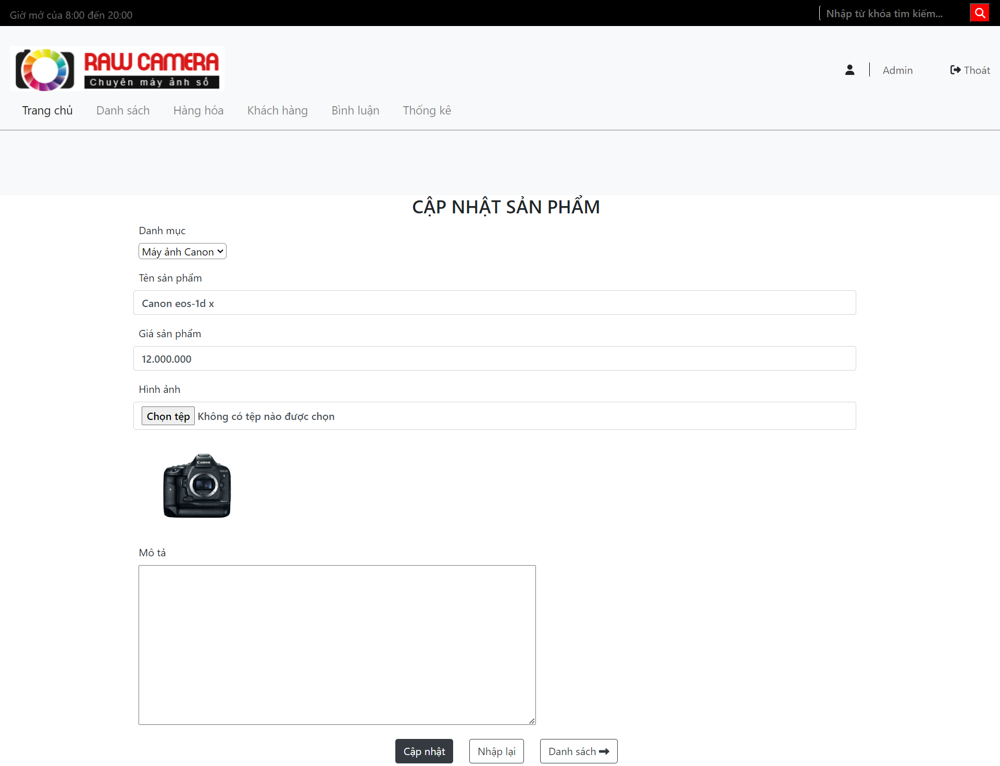 Giờ mở của 8:00 đến 20:00
Nhập từ khóa tìm kiếm...
RAW CAMERA
Chuyên máy ảnh số
Admin
Thoát
Trang chủ
Danh sách
Hàng hóa
Khách hàng
Bình luận
Thống kê
CẬP NHẬT SẢN PHẨM
Danh mục
Máy ảnh Canon
Tên sản phẩm
Canon eos-1d x
Giá sản phẩm
12.000.000
Hình ảnh
Chọn tệp Không có tệp nào được chọn
Canon
Mô tả
Cập nhật
Nhập lại
Danh sách